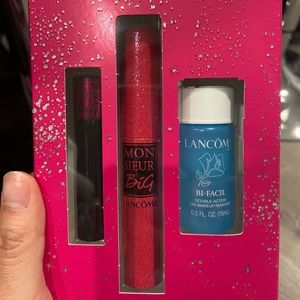 MON
SIEUR
BIG
LANCÔME
LANCÔME
BI-FACIL
DOUBLE-ACTION
EYE MAKEUP REMOVER
0.5 FL. OZ (15ml)